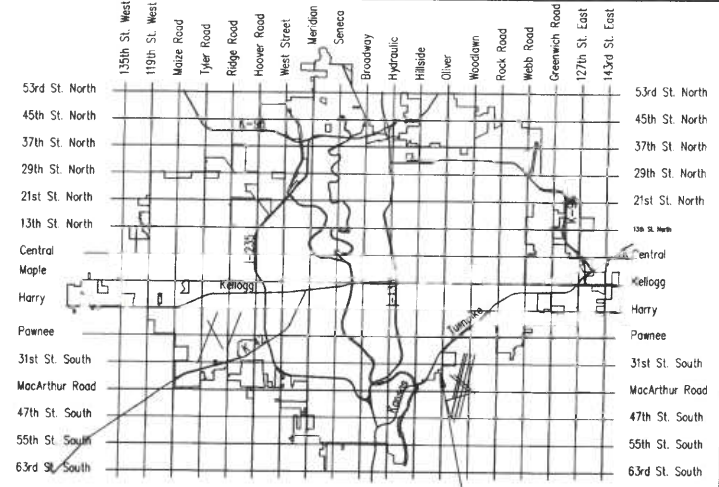 135th St. West
119th St. West
Maize Road
Tyler Road
Ridge Road
Hoover Road
West Street
Meridian
Seneca
Broadway
Hydraulic
Hillside
Oliver
Woodlawn
Rock Road
Webb Road
Greenwich Road
127th St. East
143rd St. East
53rd St. North
45th St. North
37th St. North
29th St. North
21st St. North
13th St. North
Central
Maple
Harry
Pawnee
31st St. South
MacArthur Road
47th St. South
55th St. South
63rd St. South
53rd St. North
45th St. North
37th St. North
29th St. North
21st St. North
13th St. North
Central
Kellogg
Harry
Pawnee
31st St. South
MacArthur Road
47th St. South
55th St. South
63rd St. South
I-235
Kellogg
Kansas
Turnpike